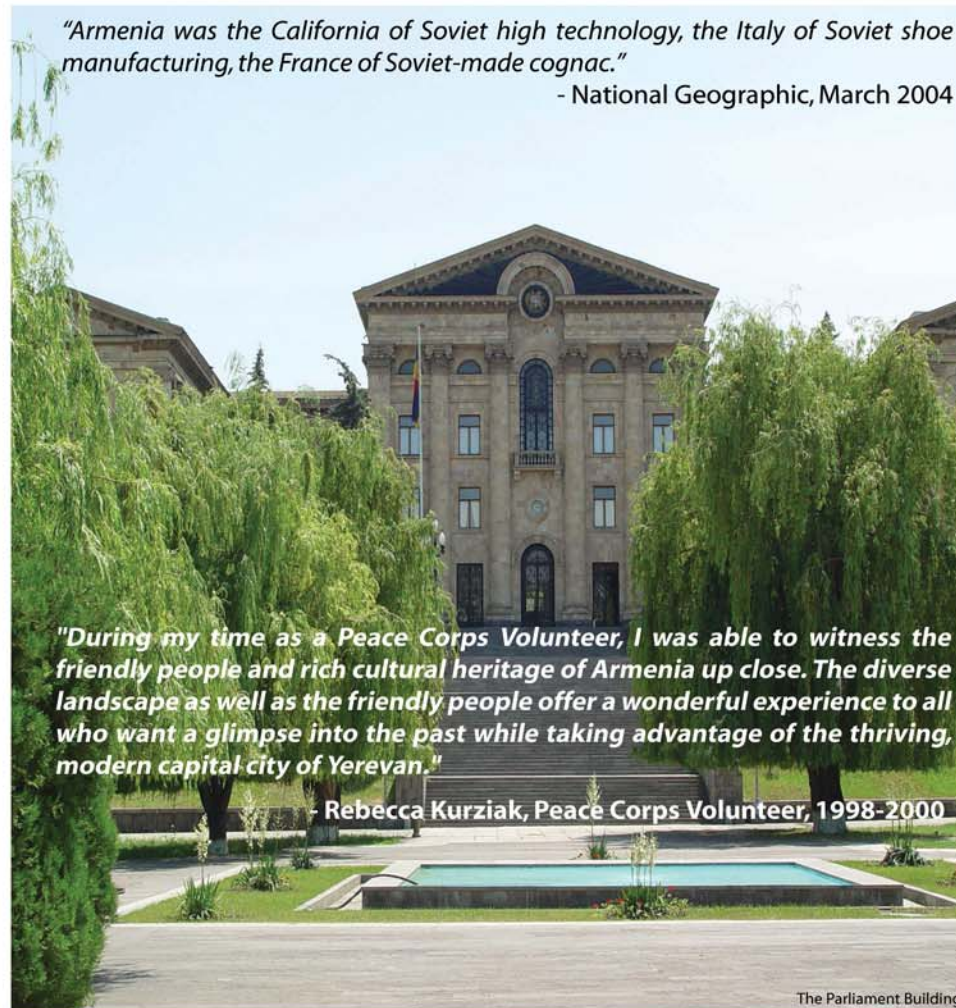 “Armenia was the California of Soviet high technology, the Italy of Soviet shoe
manufacturing, the France of Soviet-made cognac.”
- National Geographic, March 2004
"During my time as a Peace Corps Volunteer, I was able to witness the
friendly people and rich cultural heritage of Armenia up close. The diverse
landscape as well as the friendly people offer a wonderful experience to all
who want a glimpse into the past while taking advantage of the thriving,
modern capital city of Yerevan."
- Rebecca Kurziak, Peace Corps Volunteer, 1998-2000
The Parliament Building